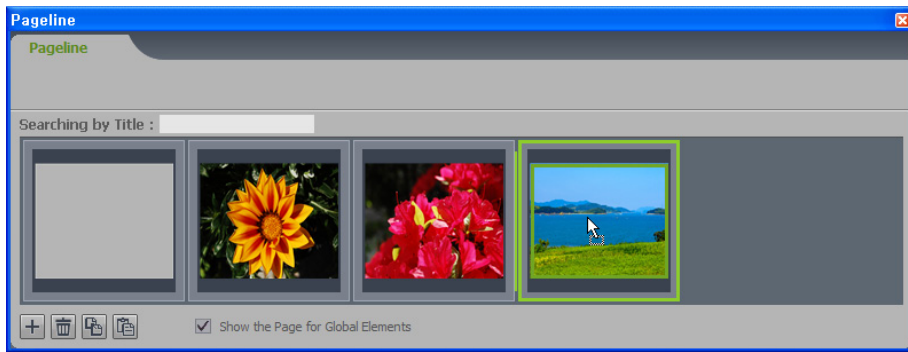 Pageline
Pageline
Searching by Title :
Show the Page for Global Elements